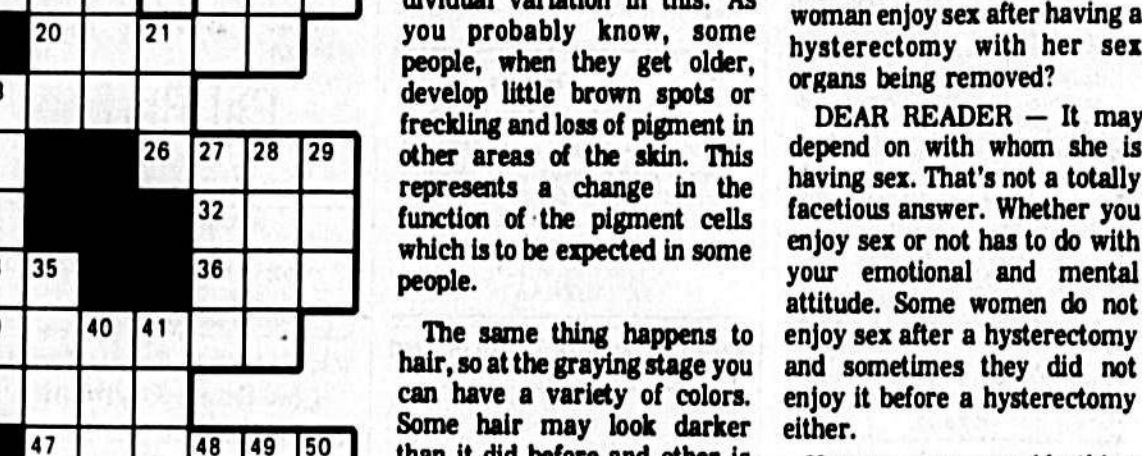 20 21
26 27 28 29
32
35 36
40 41
47 48 49 50
dividual variation in this. As
you probably know, some
people, when they get older,
develop little brown spots or
freckling and loss of pigment in
other areas of the skin. This
represents a change in the
function of the pigment cells
which is to be expected in some
people.
The same thing happens to
hair, so at the graying stage you
can have a variety of colors.
Some hair may look darker
than it did before and other is
woman enjoy sex after having a
hysterectomy with her sex
organs being removed?
DEAR READER — It may
depend on with whom she is
having sex. That's not a totally
facetious answer. Whether you
enjoy sex or not has to do with
your emotional and mental
attitude. Some women do not
enjoy sex after a hysterectomy
and sometimes they did not
enjoy it before a hysterectomy
either.